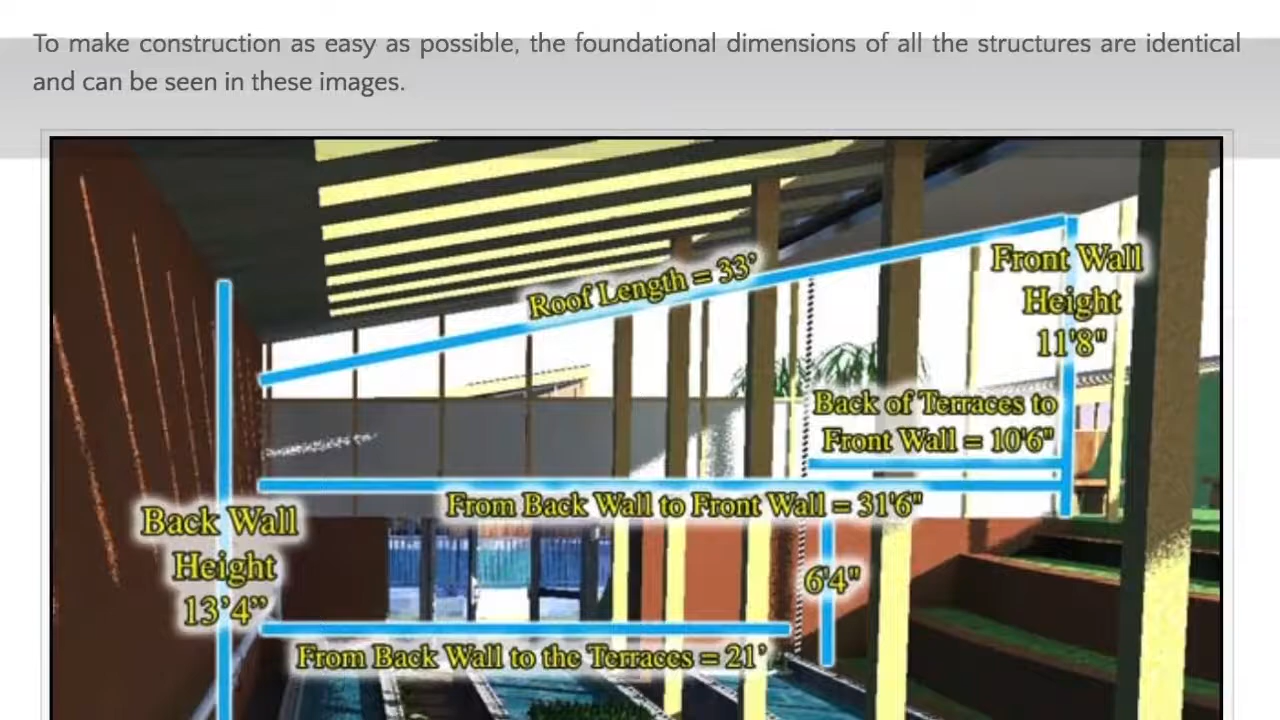 To make construction as easy as possible, the foundational dimensions of all the structures are identical
and can be seen in these images.
Roof Length = 33'
Front Wall
Height
11'8"
Back of Terraces to
Front Wall = 10'6"
From Back Wall to Front Wall = 31'6"
Back Wall
Height
13'4”
6'4"
From Back Wall to the Terraces = 21'